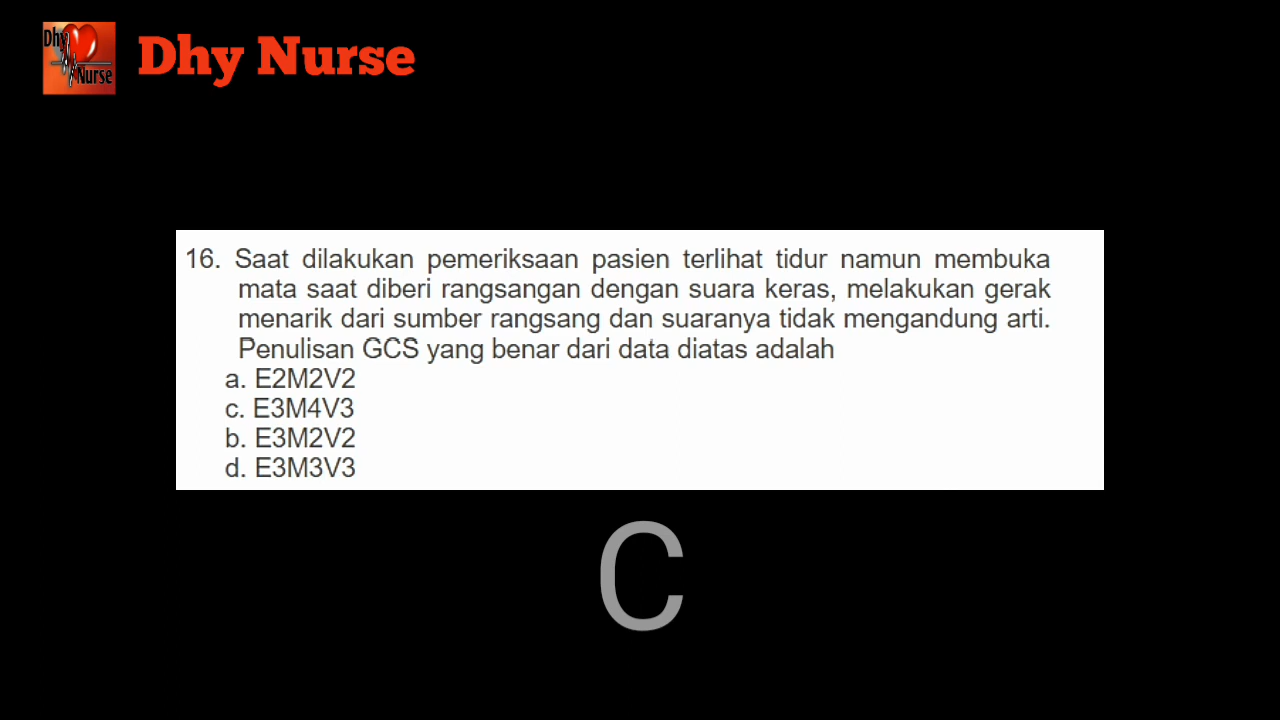 Dhy
Nurse
Dhy Nurse
16. Saat dilakukan pemeriksaan pasien terlihat tidur namun membuka
mata saat diberi rangsangan dengan suara keras, melakukan gerak
menarik dari sumber rangsang dan suaranya tidak mengandung arti.
Penulisan GCS yang benar dari data diatas adalah
a. E2M2V2
c. E3M4V3
b. E3M2V2
d. E3M3V3
C